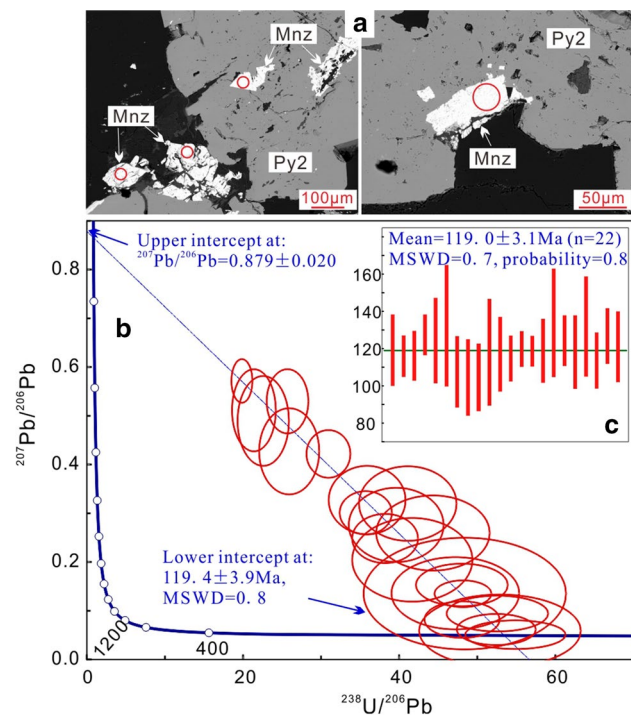 a
Mnz
Mnz
Py2
100μm
Py2
Mnz
50μm
b
Upper intercept at:
²⁰⁷Pb/²⁰⁶Pb=0.879±0.020
Mean=119. 0±3.1Ma (n=22)
MSWD=0. 7, probability=0.8
160
140
120
100
80
c
0.8
0.6
0.4
0.2
0.0
²⁰⁷Pb/²⁰⁶Pb
Lower intercept at:
119. 4±3.9Ma,
MSWD=0. 8
1200
400
0
20
40
60
²³⁸U/²⁰⁶Pb